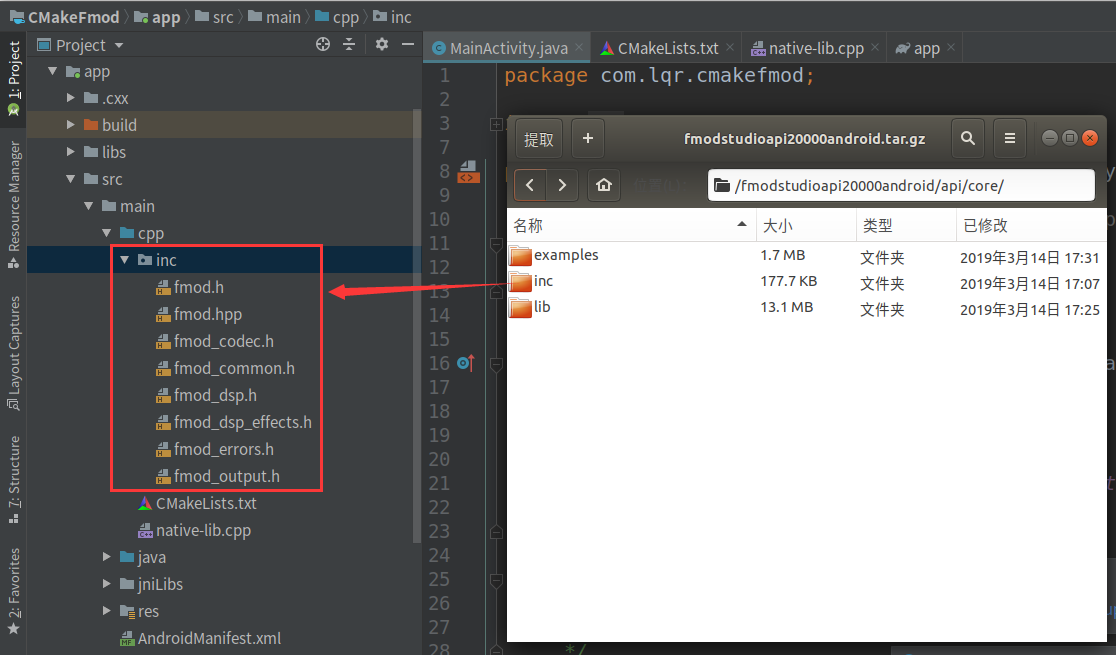 CMakeFmod app src main cpp inc
Project
MainActivity.java CMakeLists.txt native-lib.cpp app
1: Project
Resource Manager
Layout Captures
7: Structure
2: Favorites
app
.cxx
build
libs
src
main
cpp
inc
fmod.h
fmod.hpp
fmod_codec.h
fmod_common.h
fmod_dsp.h
fmod_dsp_effects.h
fmod_errors.h
fmod_output.h
CMakeLists.txt
native-lib.cpp
java
jniLibs
res
AndroidManifest.xml
1 package com.lqr.cmakefmod;
2
3
7
8
9
10
11
12
13
14
15
16
17
18
19
20
21
22
23
24
25
26
27
28 */
提取 + fmodstudioapi20000android.tar.gz
/fmodstudioapi20000android/api/core/
名称 大小 类型 已修改
examples 1.7 MB 文件夹 2019年3月14日 17:31
inc 177.7 KB 文件夹 2019年3月14日 17:07
lib 13.1 MB 文件夹 2019年3月14日 17:25